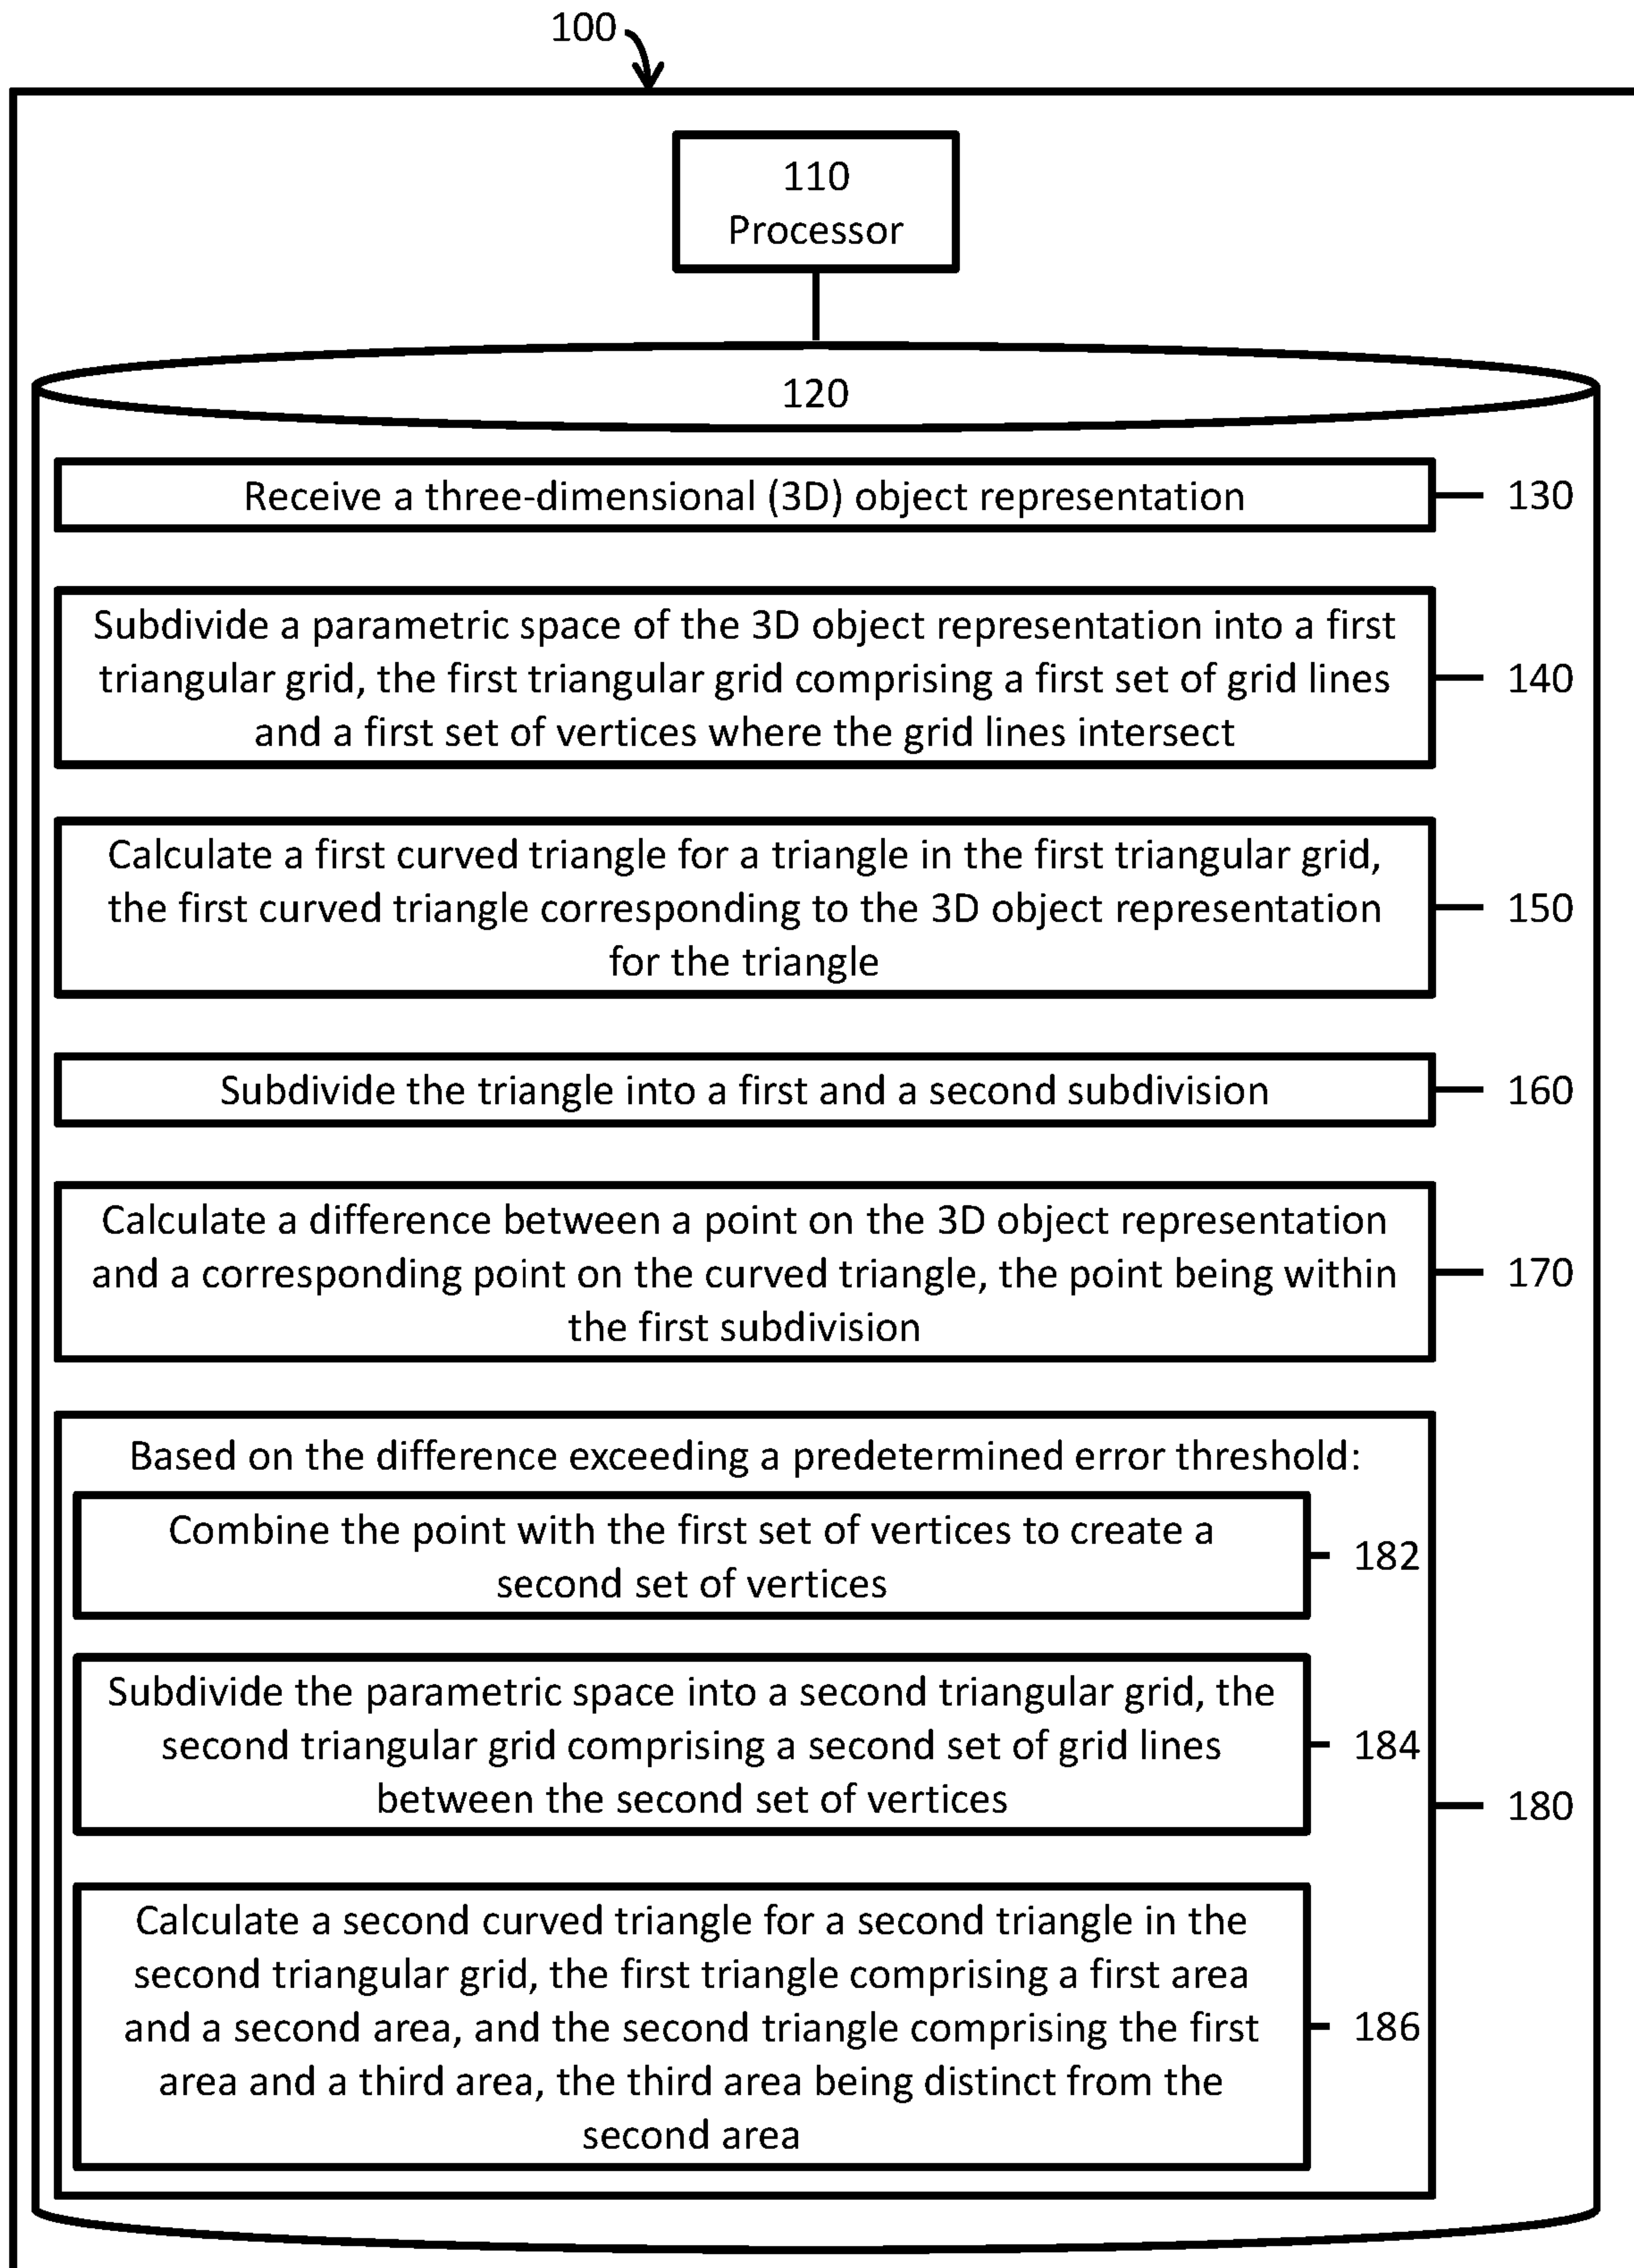 100
110
Processor
120
Receive a three-dimensional (3D) object representation
130
Subdivide a parametric space of the 3D object representation into a first
triangular grid, the first triangular grid comprising a first set of grid lines
and a first set of vertices where the grid lines intersect
140
Calculate a first curved triangle for a triangle in the first triangular grid,
the first curved triangle corresponding to the 3D object representation
for the triangle
150
Subdivide the triangle into a first and a second subdivision
160
Calculate a difference between a point on the 3D object representation
and a corresponding point on the curved triangle, the point being within
the first subdivision
170
Based on the difference exceeding a predetermined error threshold:
Combine the point with the first set of vertices to create a
second set of vertices
182
Subdivide the parametric space into a second triangular grid, the
second triangular grid comprising a second set of grid lines
between the second set of vertices
184
180
Calculate a second curved triangle for a second triangle in the
second triangular grid, the first triangle comprising a first area
and a second area, and the second triangle comprising the first
area and a third area, the third area being distinct from the
second area
186